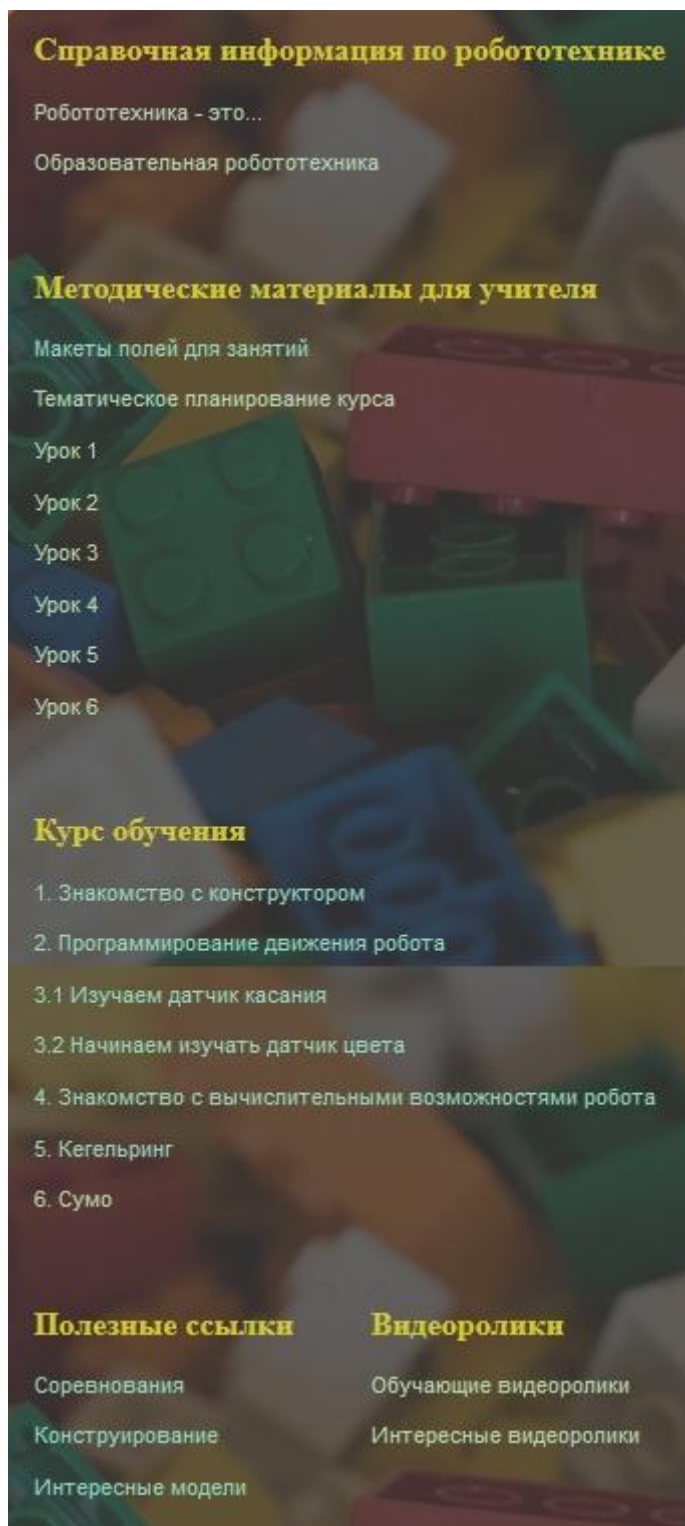 Справочная информация по робототехнике
Робототехника - это...
Образовательная робототехника
Методические материалы для учителя
Макеты полей для занятий
Тематическое планирование курса
Урок 1
Урок 2
Урок 3
Урок 4
Урок 5
Урок 6
Курс обучения
1. Знакомство с конструктором
2. Программирование движения робота
3.1 Изучаем датчик касания
3.2 Начинаем изучать датчик цвета
4. Знакомство с вычислительными возможностями робота
5. Кегельринг
6. Сумо
Полезные ссылки
Соревнования
Конструирование
Интересные модели
Видеоролики
Обучающие видеоролики
Интересные видеоролики